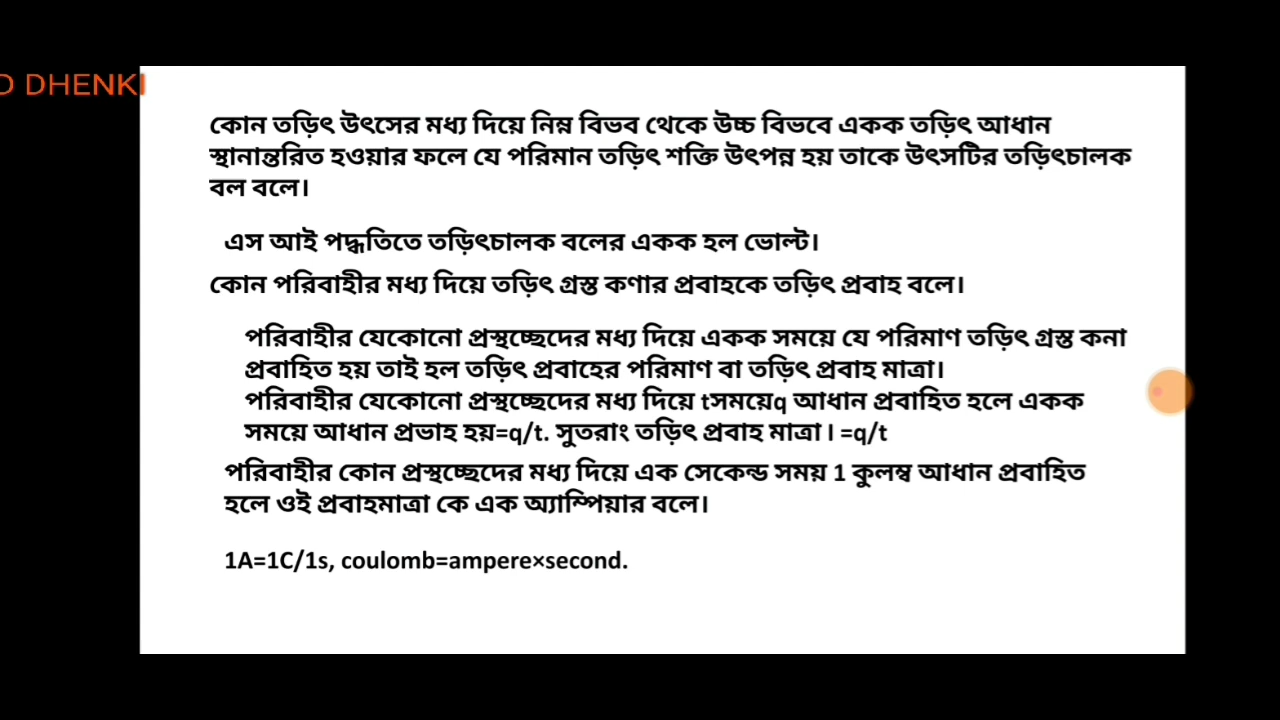 O DHENKI
কোন তড়িৎ উৎসের মধ্য দিয়ে নিম্ন বিভব থেকে উচ্চ বিভবে একক তড়িৎ আধান
স্থানান্তরিত হওয়ার ফলে যে পরিমান তড়িৎ শক্তি উৎপন্ন হয় তাকে উৎসটির তড়িৎচালক
বল বলে।
এস আই পদ্ধতিতে তড়িৎচালক বলের একক হল ভোল্ট।
কোন পরিবাহীর মধ্য দিয়ে তড়িৎ গ্রস্ত কণার প্রবাহকে তড়িৎ প্রবাহ বলে।
পরিবাহীর যেকোনো প্রস্থচ্ছেদের মধ্য দিয়ে একক সময়ে যে পরিমাণ তড়িৎ গ্রস্ত কনা
প্রবাহিত হয় তাই হল তড়িৎ প্রবাহের পরিমাণ বা তড়িৎ প্রবাহ মাত্রা।
পরিবাহীর যেকোনো প্রস্থচ্ছেদের মধ্য দিয়ে tসময়েq আধান প্রবাহিত হলে একক
সময়ে আধান প্রভাহ হয়=q/t. সুতরাং তড়িৎ প্রবাহ মাত্রা । =q/t
পরিবাহীর কোন প্রস্থচ্ছেদের মধ্য দিয়ে এক সেকেন্ড সময় 1 কুলম্ব আধান প্রবাহিত
হলে ওই প্রবাহমাত্রা কে এক অ্যাম্পিয়ার বলে।
1A=1C/1s, coulomb=ampere×second.